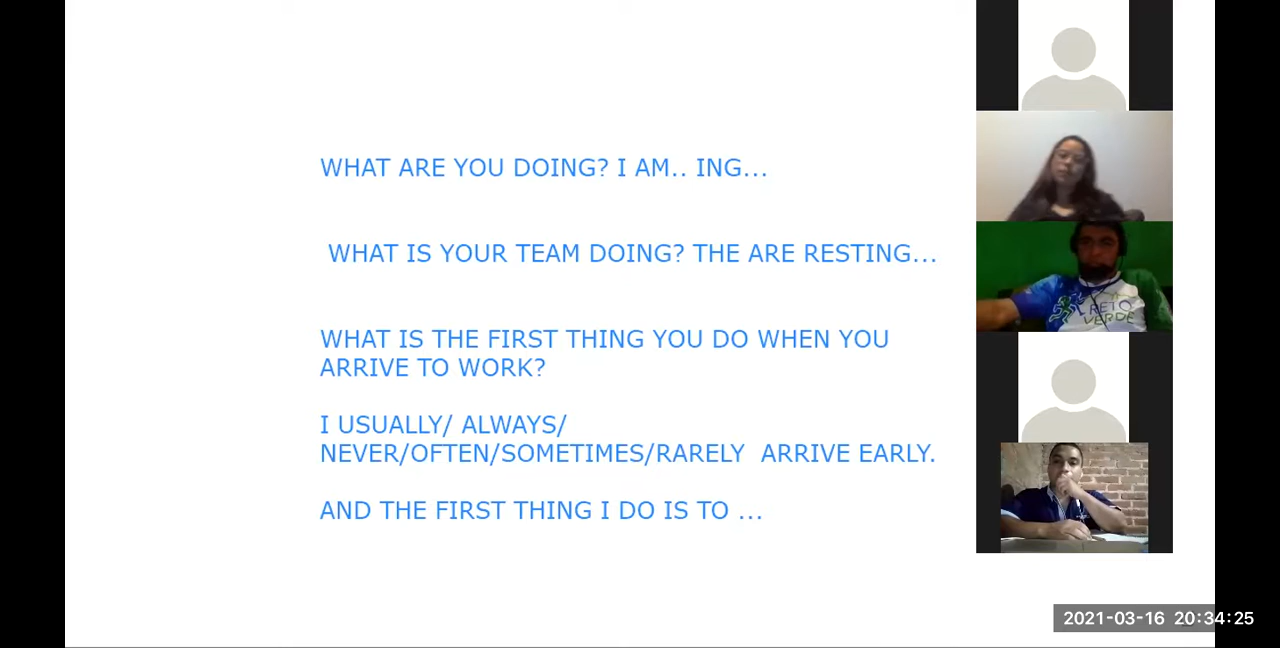 WHAT ARE YOU DOING? I AM.. ING...
WHAT IS YOUR TEAM DOING? THE ARE RESTING...
WHAT IS THE FIRST THING YOU DO WHEN YOU
ARRIVE TO WORK?
I USUALLY/ ALWAYS/
NEVER/OFTEN/SOMETIMES/RARELY  ARRIVE EARLY.
AND THE FIRST THING I DO IS TO ...
RETO
VERDE
2021-03-16 20:34:25